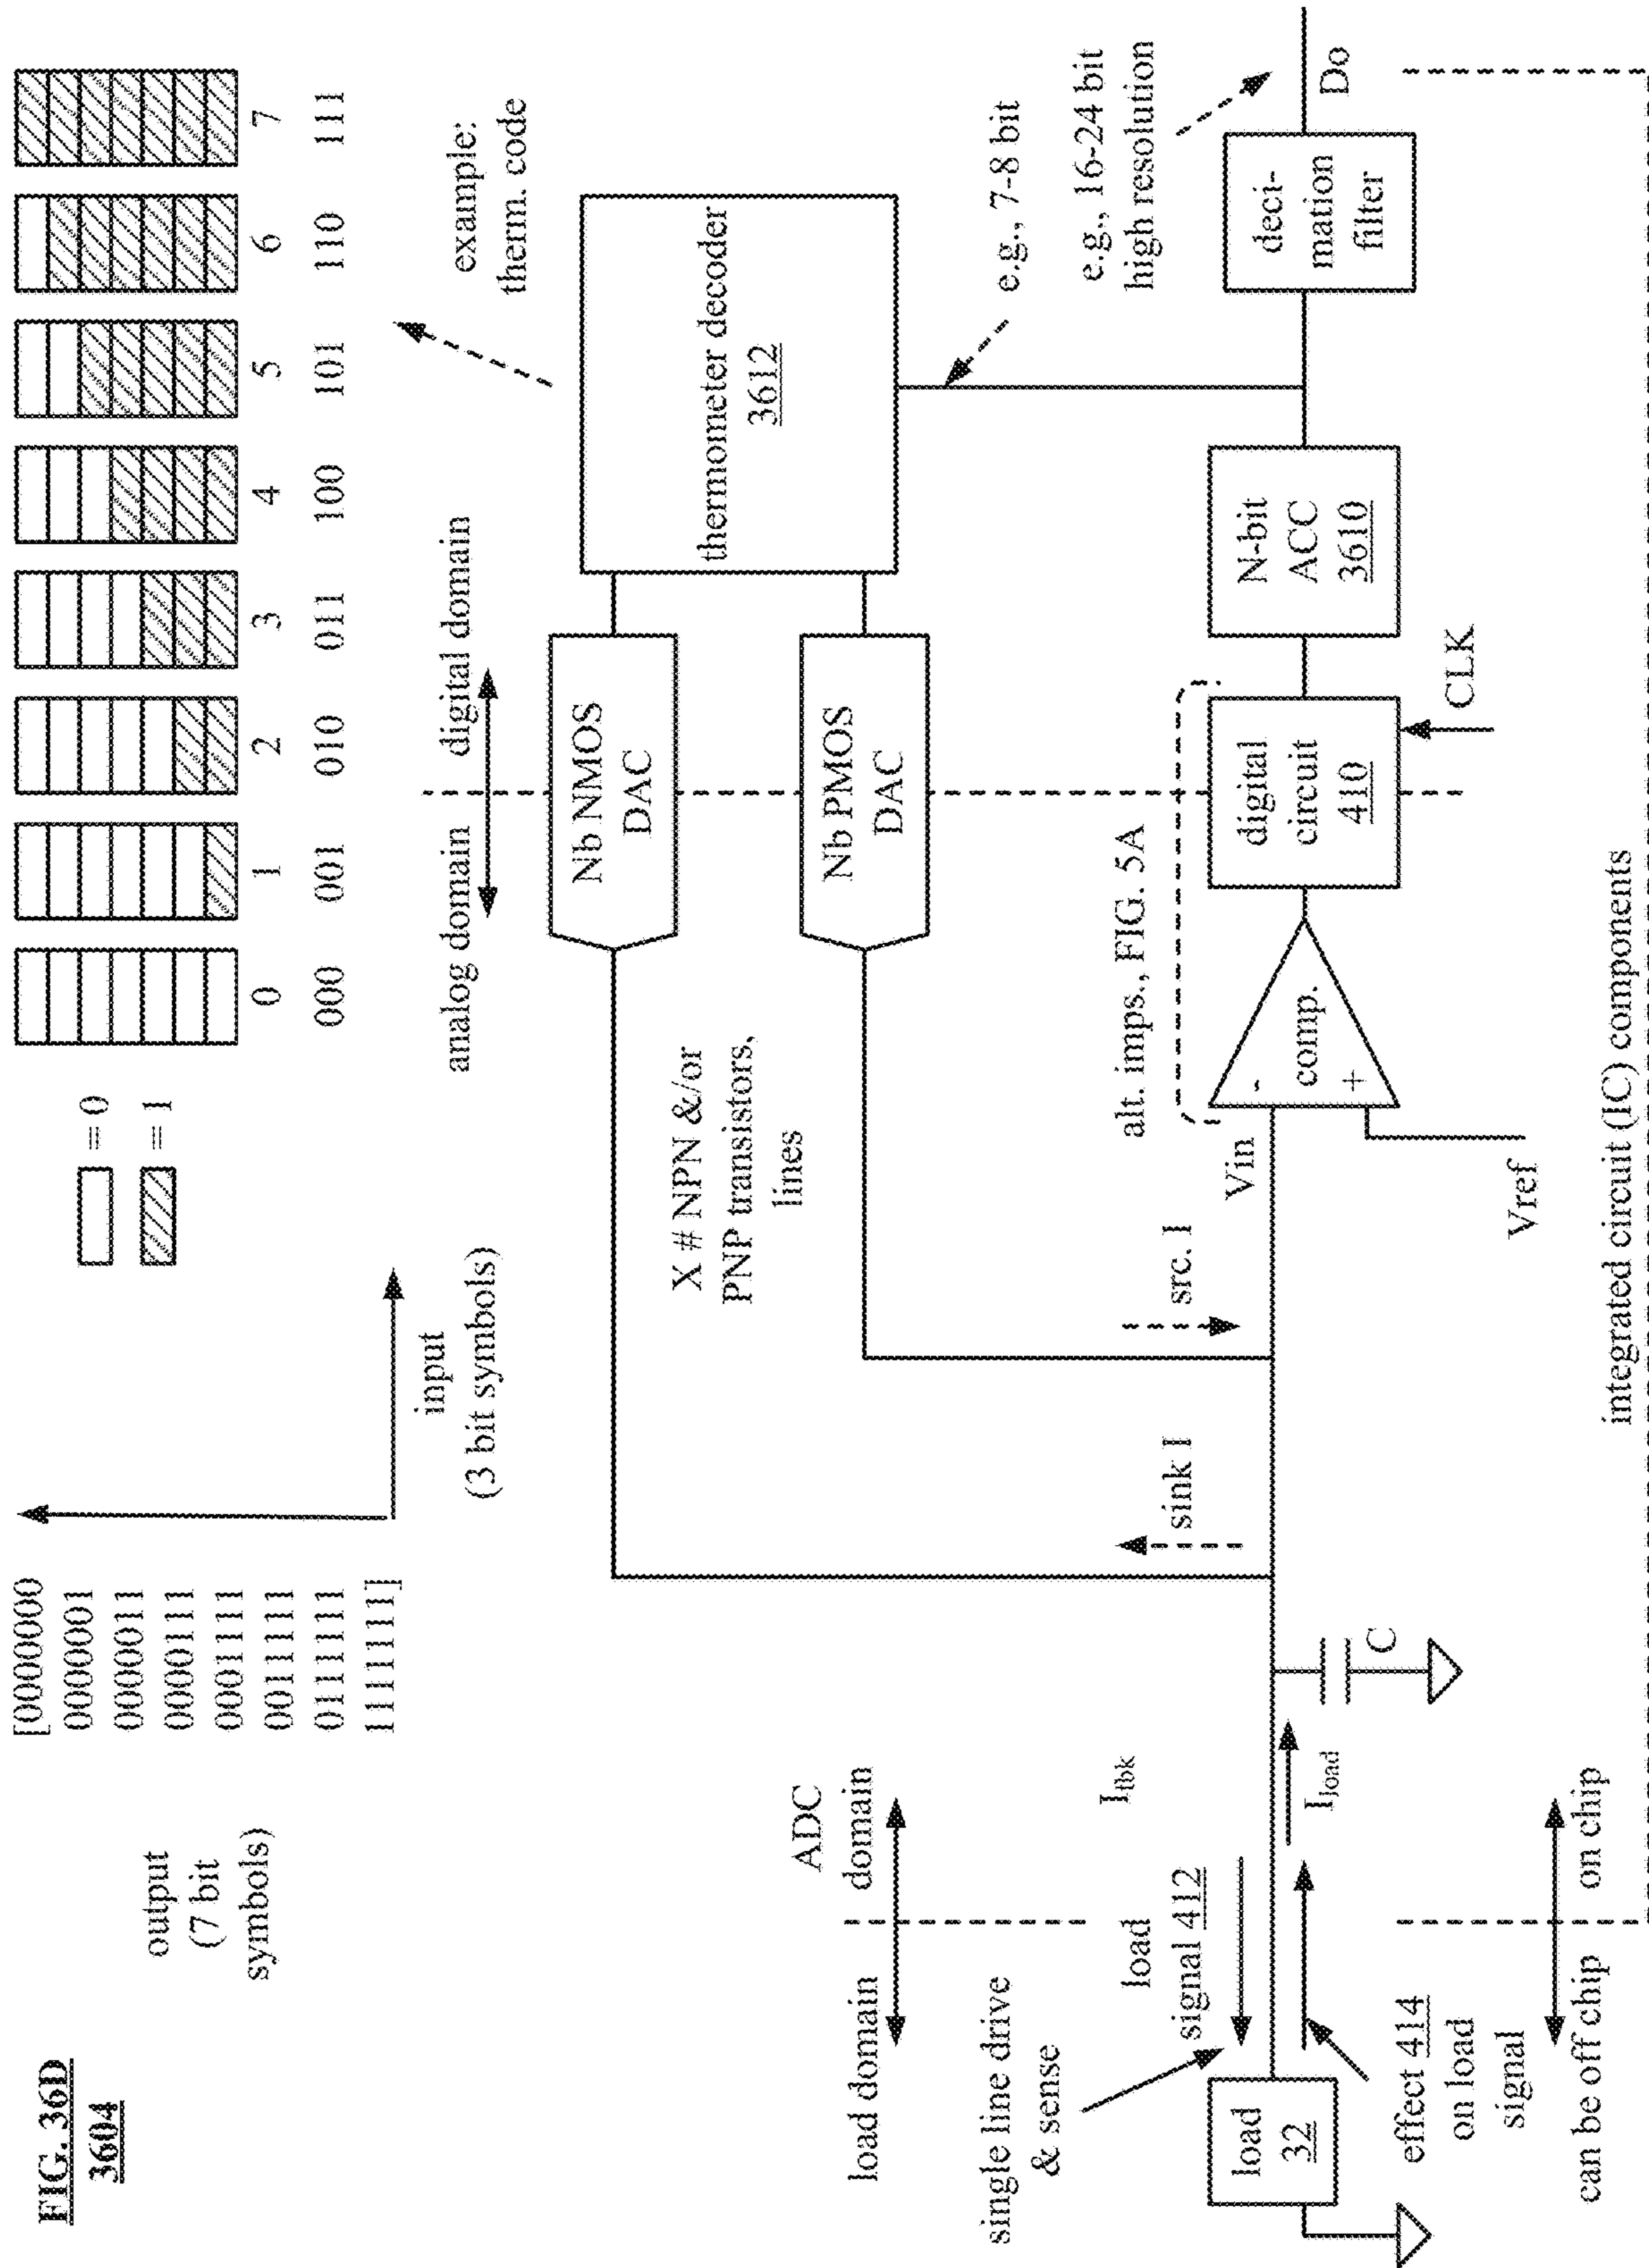 FIG. 36D
3604
output
(7 bit
symbols)
[0000000
0000001
0000011
0000111
0001111
0011111
0111111
1111111]
input
(3 bit symbols)
= 0
= 1
0 1 2 3 4 5 6 7
000 001 010 011 100 101 110 111
analog domain
digital domain
example:
therm. code
load domain
ADC
domain
X # NPN &/or
PNP transistors,
lines
Nb NMOS
DAC
Nb PMOS
DAC
thermometer decoder
3612
e.g., 7-8 bit
e.g., 16-24 bit
high resolution
single line drive
& sense
load
signal 412
Ifbk
sink I
src. I
alt. imps., FIG. 5A
Vin
-
comp.
+
Vref
digital
circuit
410
CLK
N-bit
ACC
3610
deci-
mation
filter
Do
load
32
Iload
C
effect 414
on load
signal
can be off chip
on chip
integrated circuit (IC) components